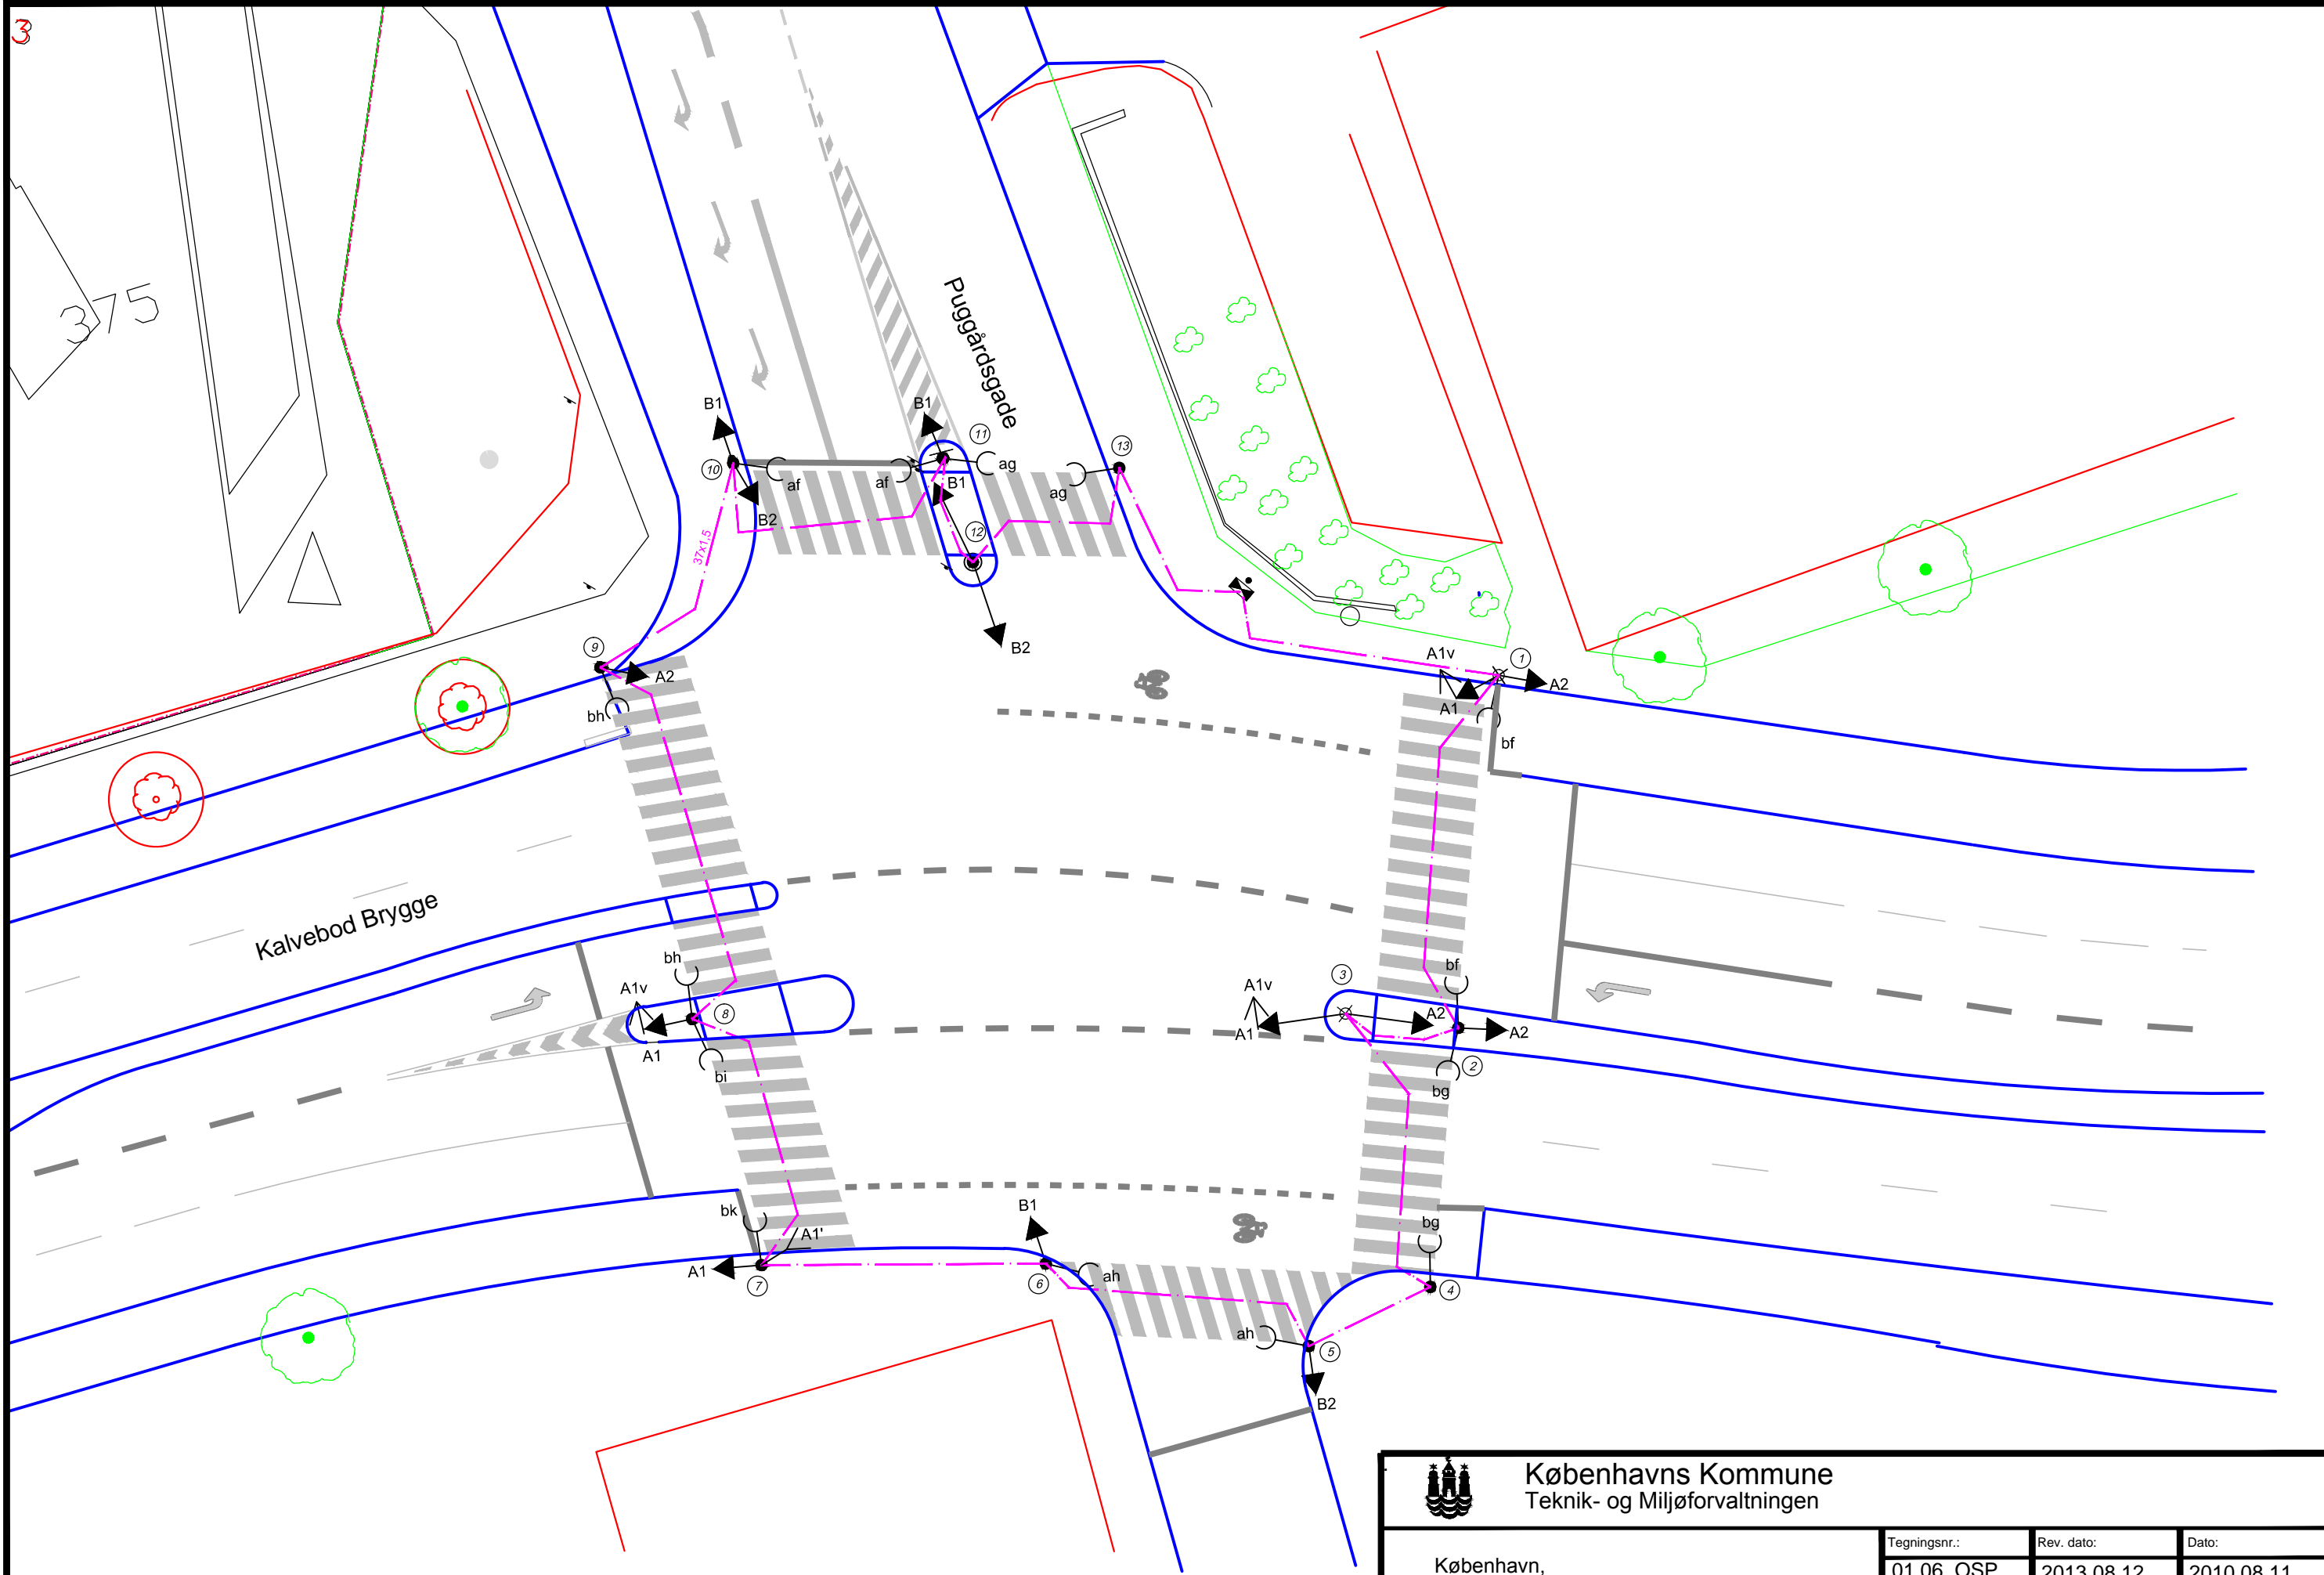 3
375
Puggårdsgade
B1
B1
11
13
10
af
af
ag
ag
B1
B2
12
37x1,5
B2
9
A2
bh
A1v
1
A2
A1
bf
Kalvebod Brygge
bh
A1v
8
A1
bi
3
A1v
A1
A2
bf
A2
2
bg
bk
A1'
A1
7
B1
6
ah
bg
4
ah
5
B2
Københavns Kommune
Teknik- og Miljøforvaltningen
København,
Tegningsnr.:
Rev. dato:
Dato:
01.06. OSP
2013.08.12
2010.08.11